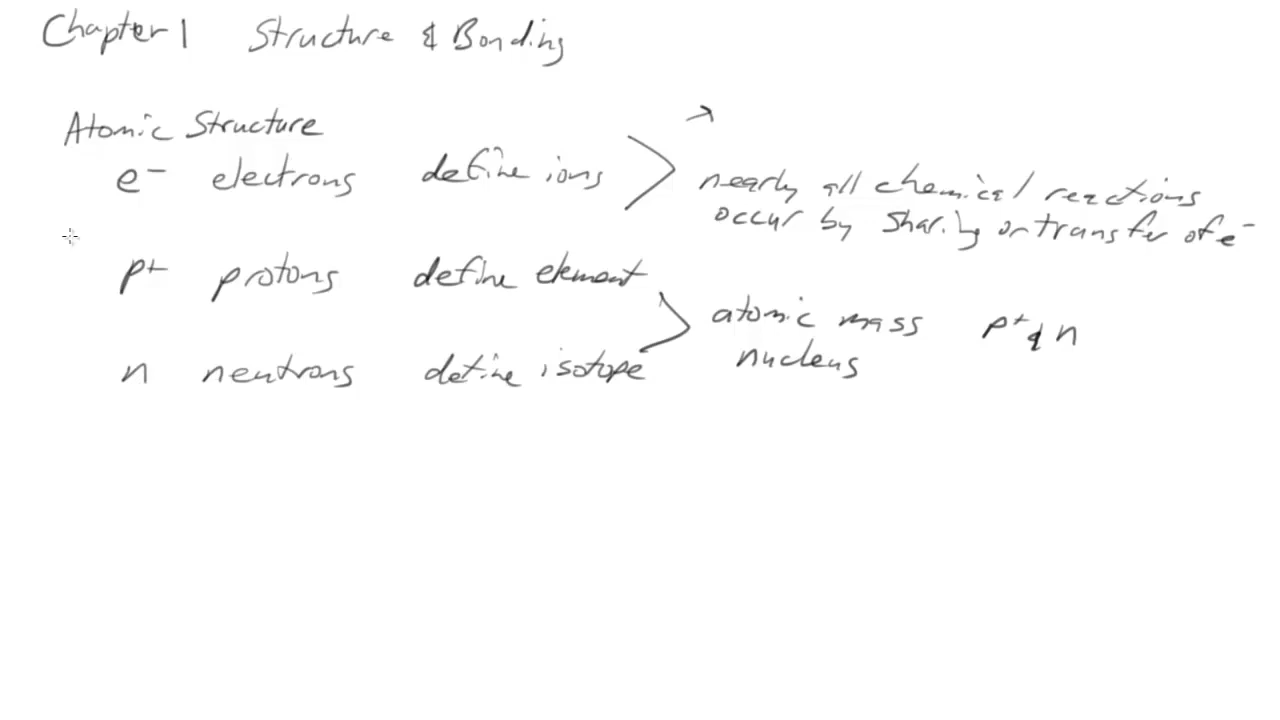 Chapter 1 Structure & Bonding
Atomic Structure
e⁻ electrons define ions
nearly all chemical reactions
occur by sharing or transfer of e⁻
p⁺ protons define element
atomic mass p⁺ & n
nucleus
n neutrons define isotope